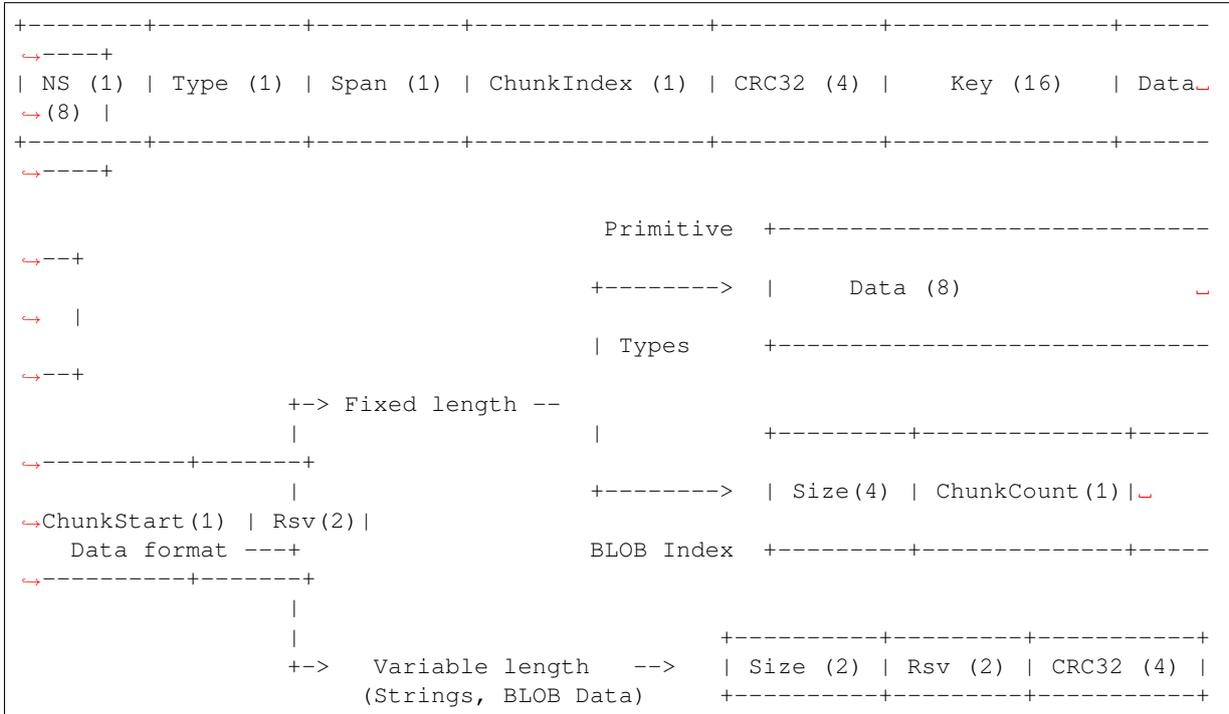 +--------+----------+----------+----------------+-----------+---------------+------
↪----+
| NS (1) | Type (1) | Span (1) | ChunkIndex (1) | CRC32 (4) |    Key (16)   | Data␣
↪(8) |
+--------+----------+----------+----------------+-----------+---------------+------
↪----+
                                         Primitive  +------------------------------
↪--+
                                        +-------->  |     Data (8)                ␣
↪  |
                                        | Types     +------------------------------
↪--+
                   +-> Fixed length --
                   |                    |           +---------+--------------+-----
↪----------+-------+
                   |                    +-------->  | Size(4) | ChunkCount(1)|␣
↪ChunkStart(1) | Rsv(2)|
    Data format ---+                    BLOB Index  +---------+--------------+-----
↪----------+-------+
                   |
                   |                             +----------+---------+-----------+
                   +->   Variable length   -->   | Size (2) | Rsv (2) | CRC32 (4) |
                        (Strings, BLOB Data)     +----------+---------+-----------+